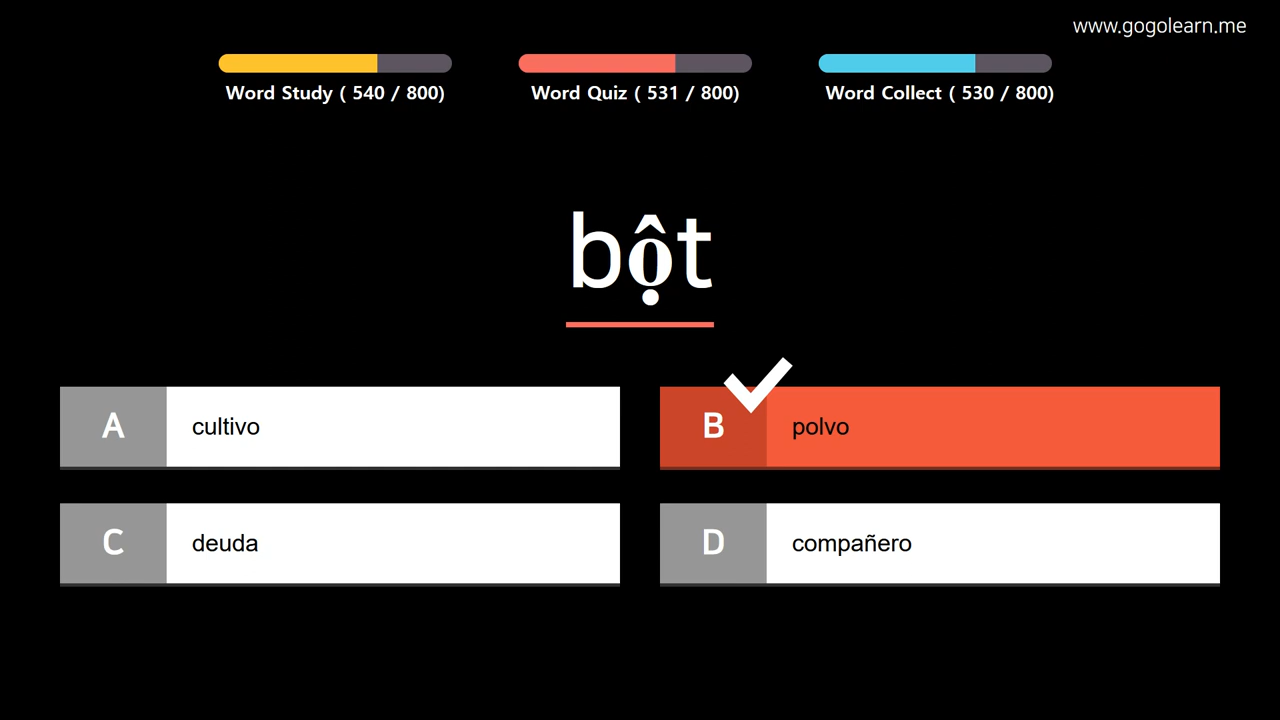 www.gogolearn.me
Word Study ( 540 / 800)
Word Quiz ( 531 / 800)
Word Collect ( 530 / 800)
bột
A cultivo
B polvo
C deuda
D compañero